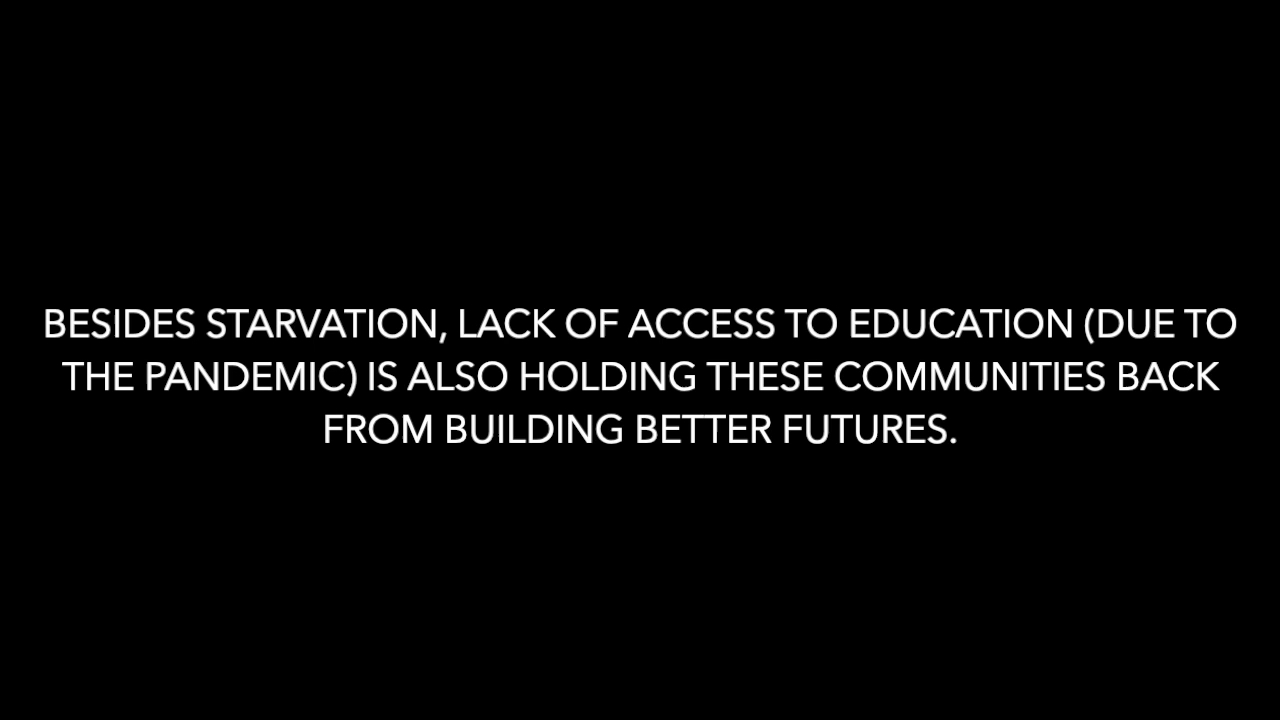 BESIDES STARVATION, LACK OF ACCESS TO EDUCATION (DUE TO
THE PANDEMIC) IS ALSO HOLDING THESE COMMUNITIES BACK
FROM BUILDING BETTER FUTURES.